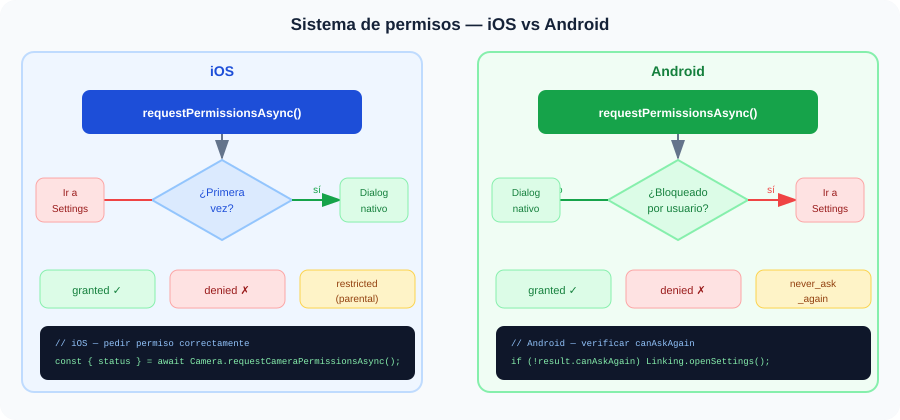 Sistema de permisos — iOS vs Android
iOS
requestPermissionsAsync()
¿Primera
vez?
sí
Ir a
Settings
Dialog
nativo
granted ✓
denied ✗
restricted
(parental)
// iOS — pedir permiso correctamente
const { status } = await Camera.requestCameraPermissionsAsync();
Android
requestPermissionsAsync()
¿Bloqueado
por usuario?
sí
Dialog
nativo
Ir a
Settings
granted ✓
denied ✗
never_ask
_again
// Android — verificar canAskAgain
if (!result.canAskAgain) Linking.openSettings();